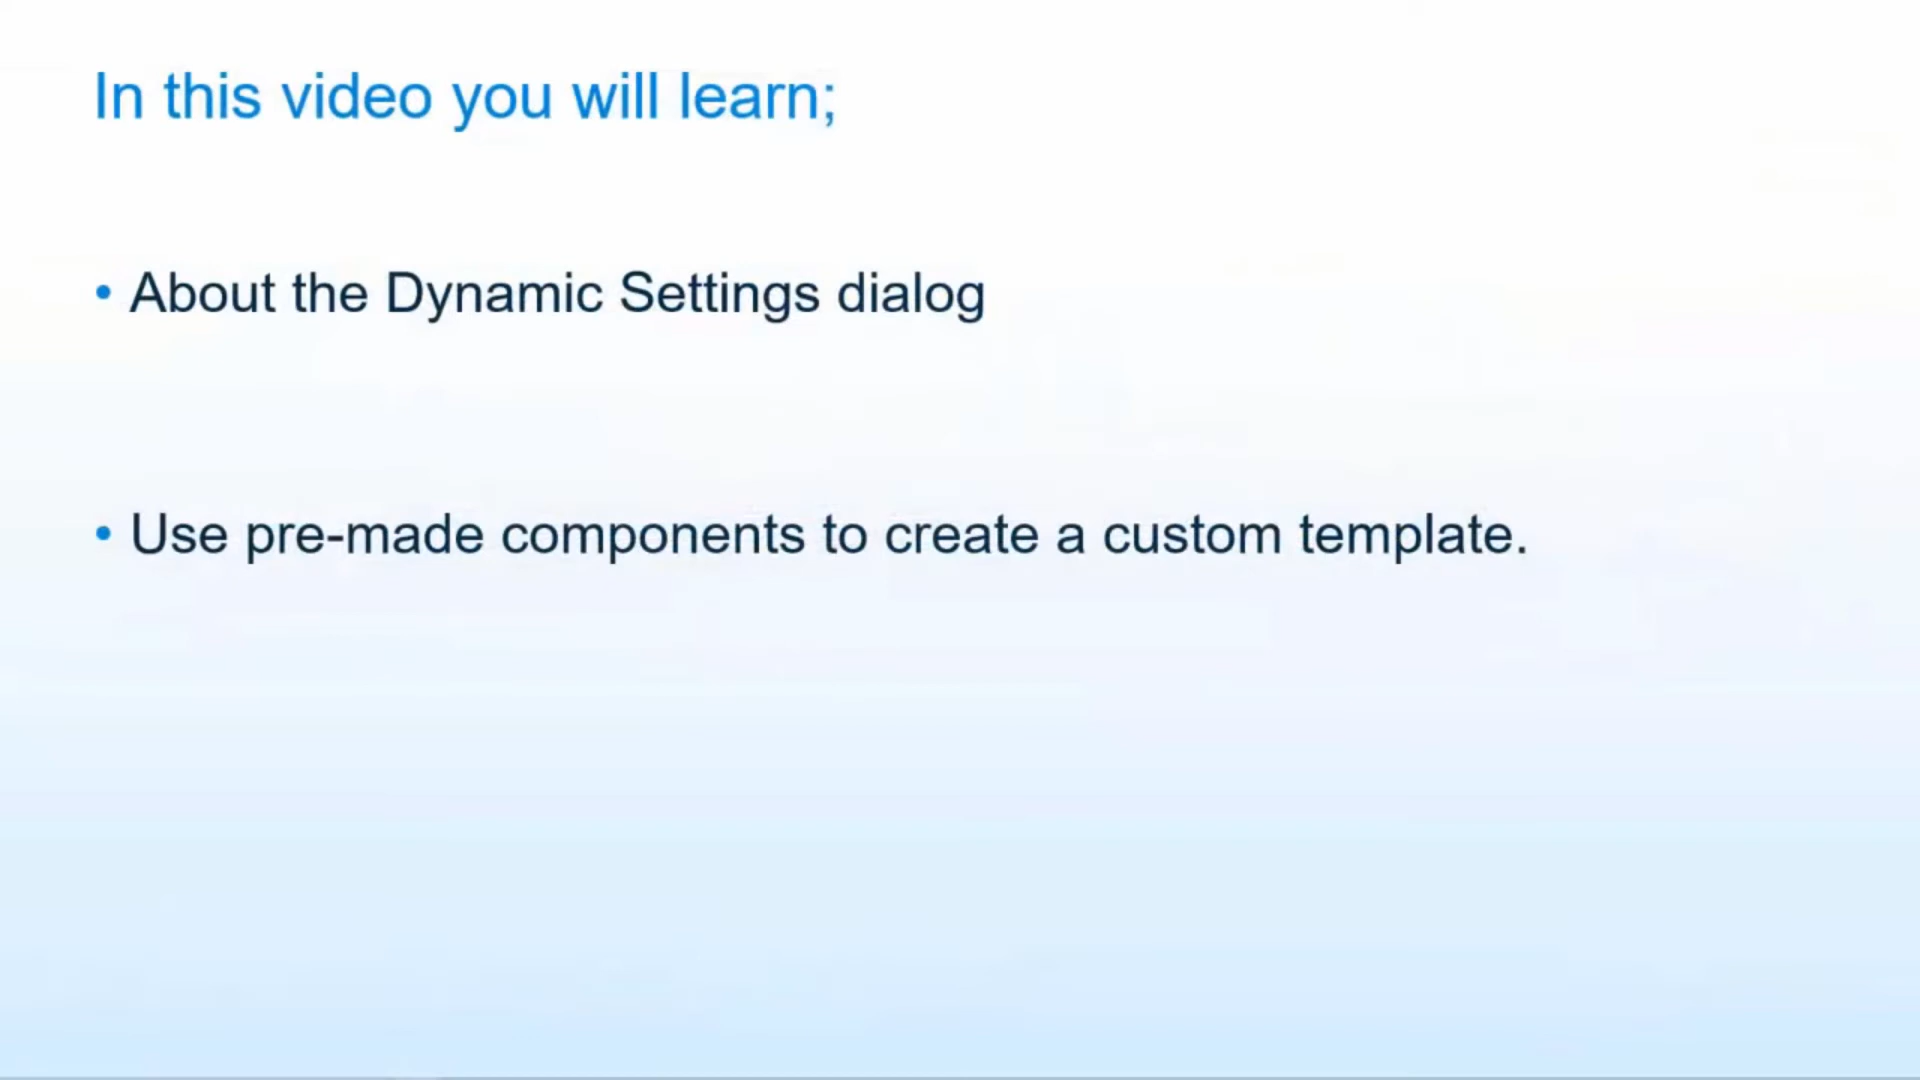 In this video you will learn;
• About the Dynamic Settings dialog
• Use pre-made components to create a custom template.